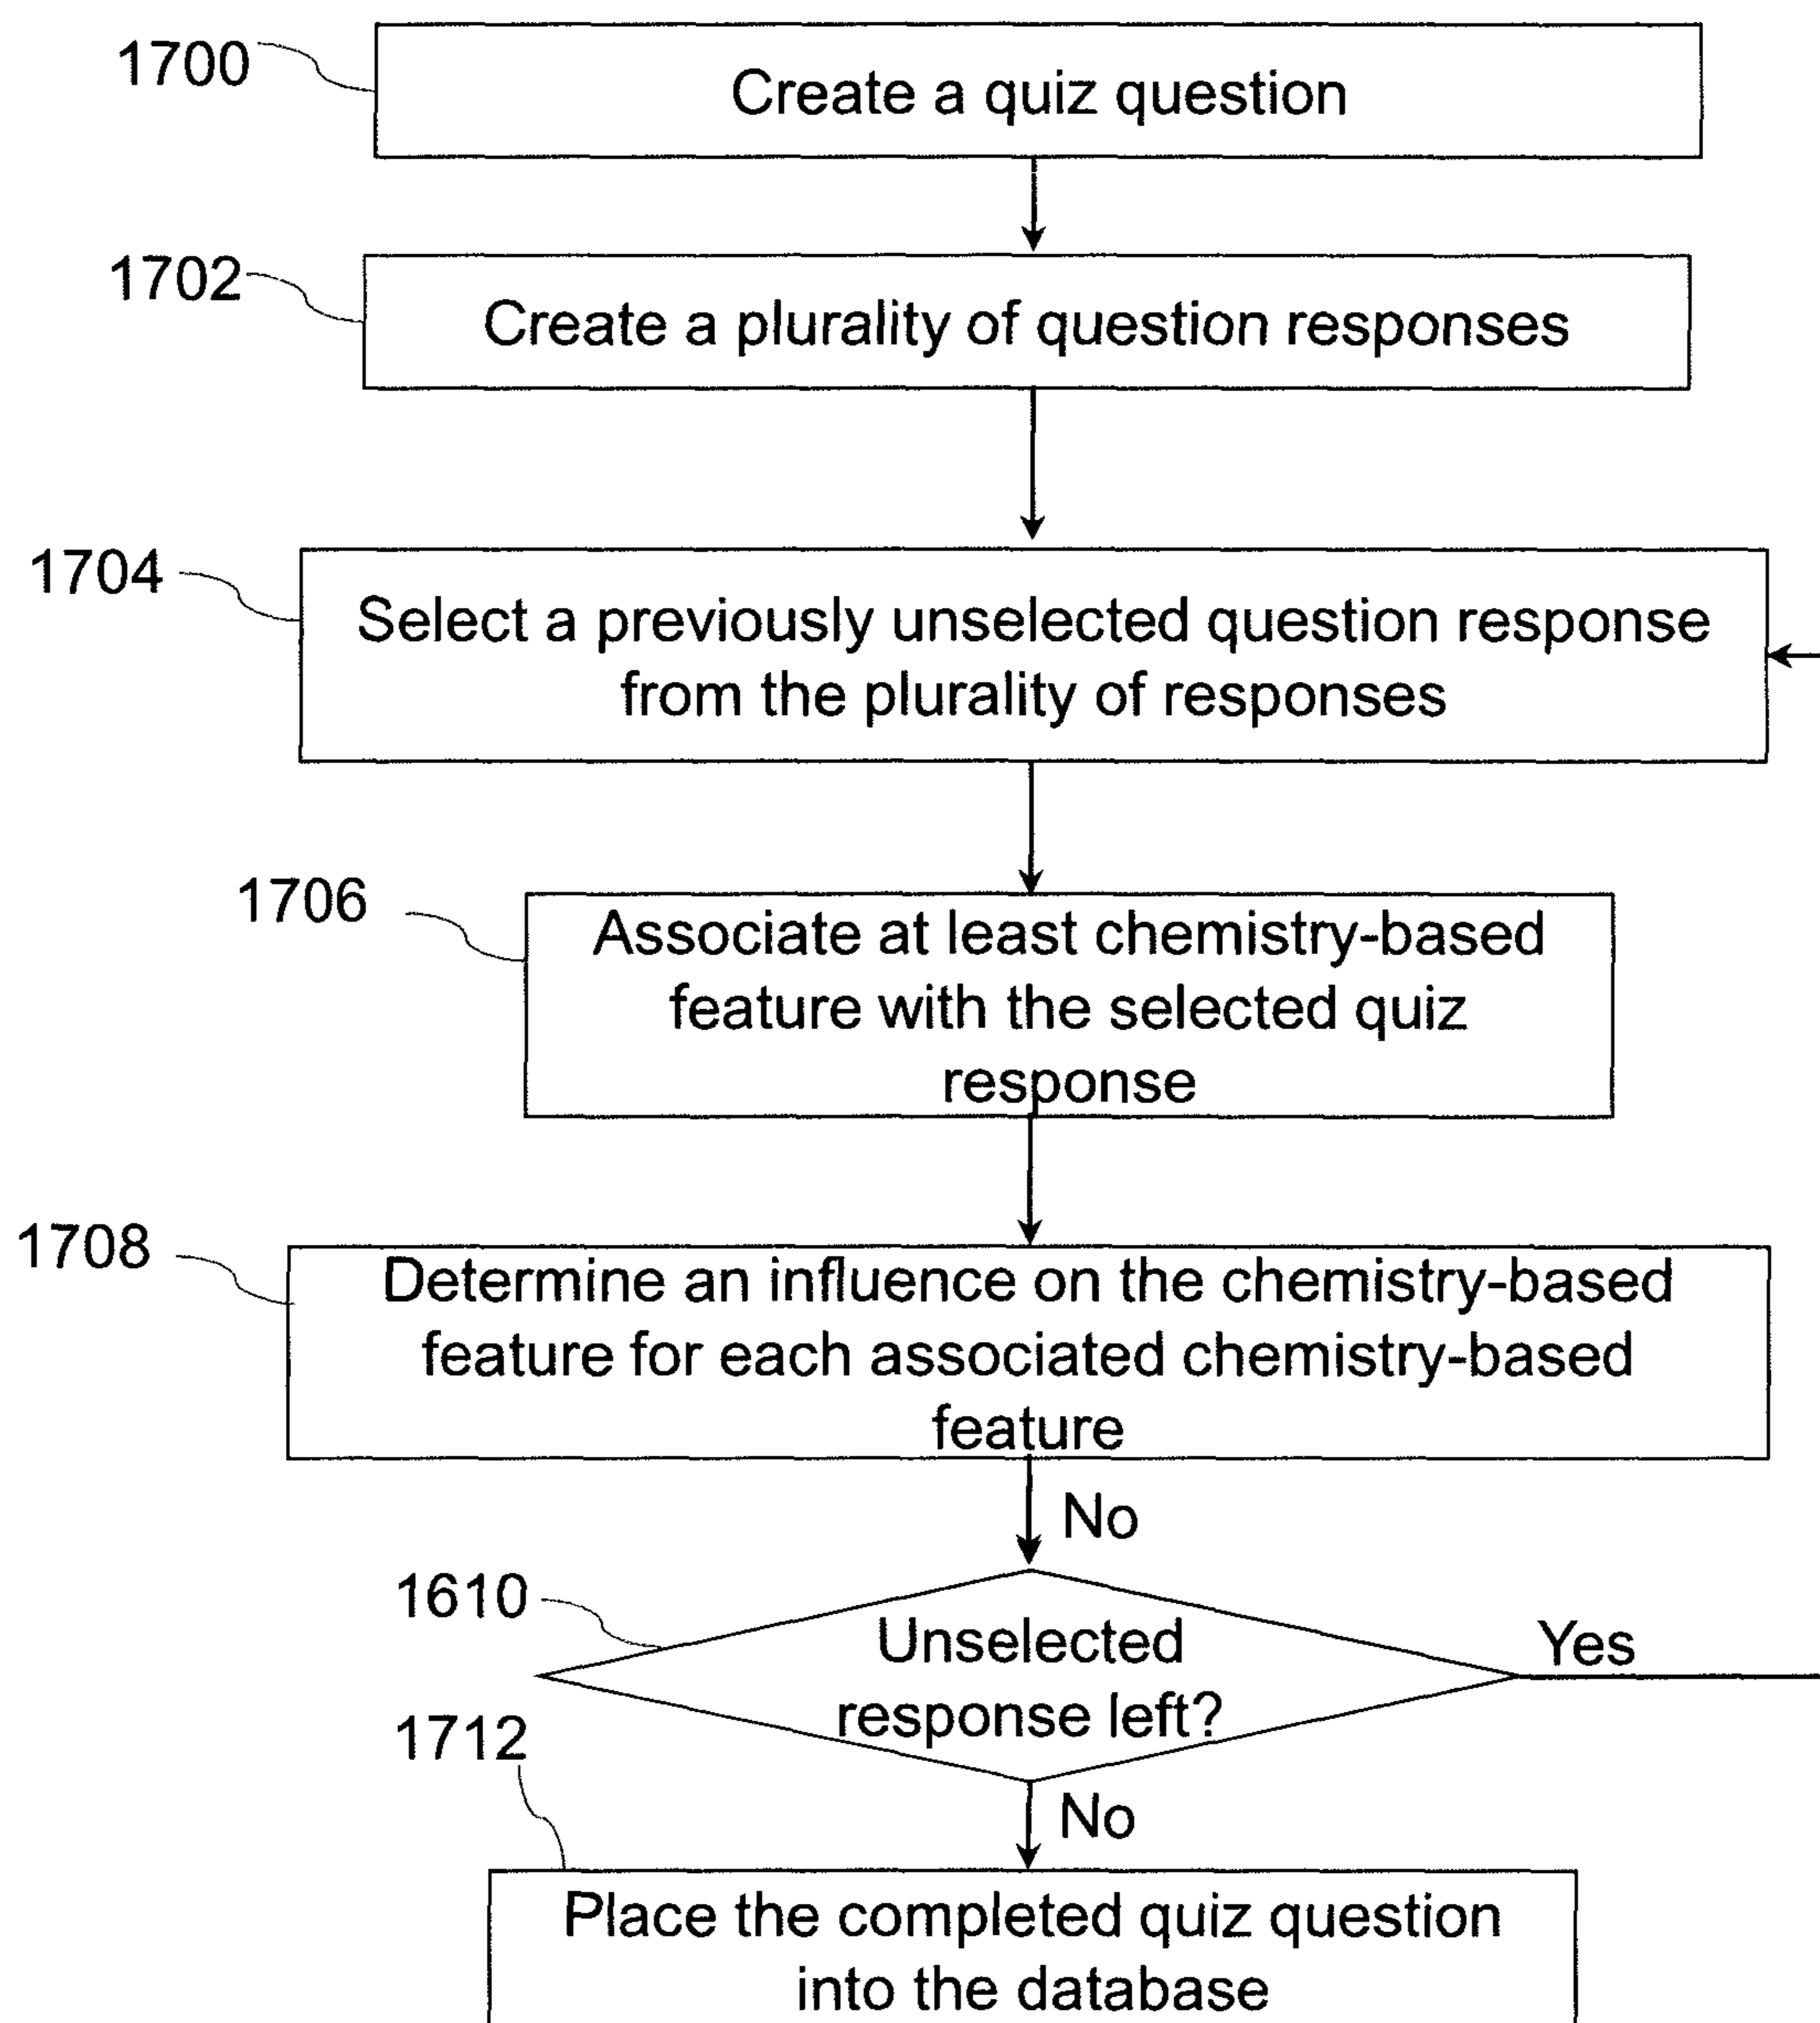 1700
Create a quiz question
1702
Create a plurality of question responses
1704
Select a previously unselected question response
from the plurality of responses
1706
Associate at least chemistry-based
feature with the selected quiz
response
1708
Determine an influence on the chemistry-based
feature for each associated chemistry-based
feature
No
1610
Unselected
response left?
Yes
1712
No
Place the completed quiz question
into the database